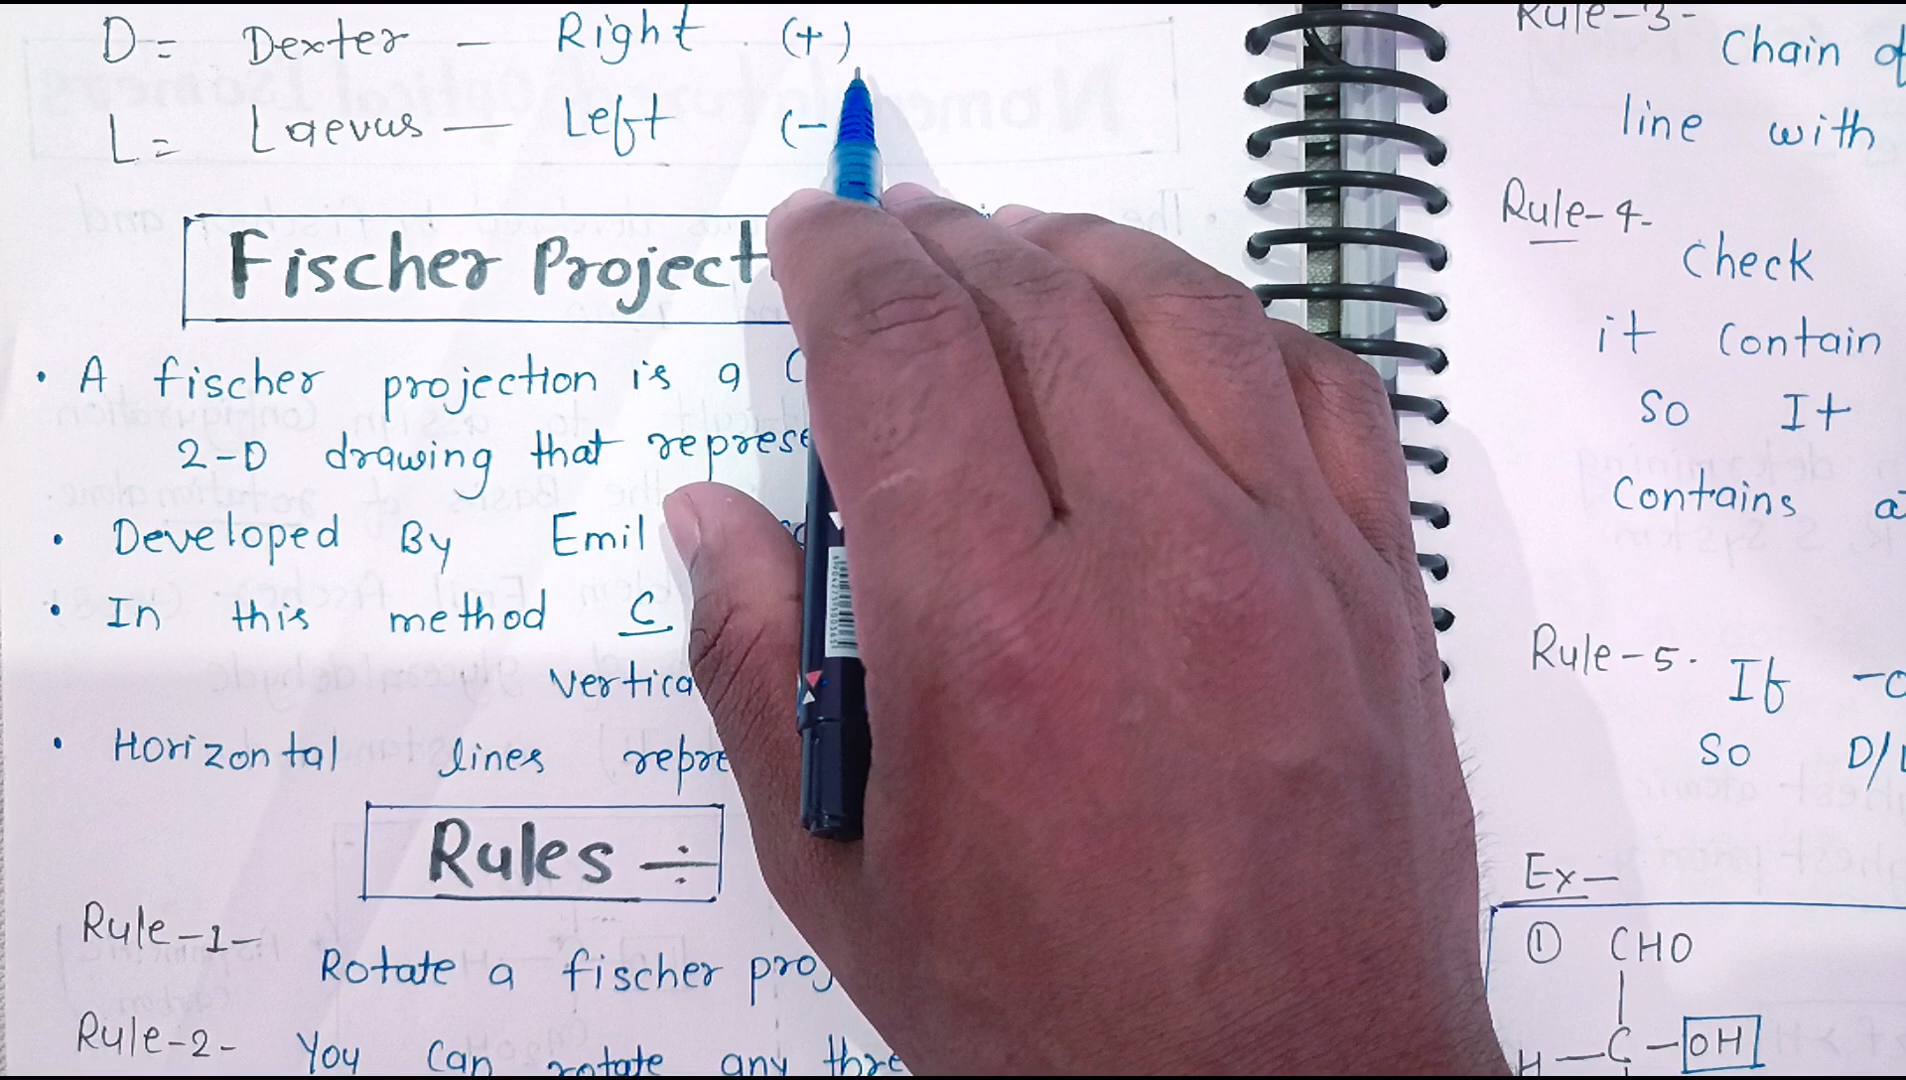 D = Dexter - Right (+)
L = Laevus - Left (-
Fischer Project
• A fischer projection is a
2-D drawing that represe
• Developed By Emil
• In this method C
vertica
• Horizontal lines repre
Rules ÷
Rule-1-
Rotate a fischer proj
Rule-2- You can rotate any thre
Rule-3-
Chain of
line with
Rule-4-
Check
it contain
so It
Contains
Rule-5. If
so D/L
Ex-
① CHO
H - C - OH